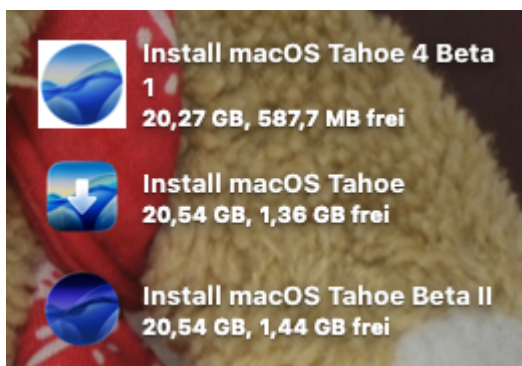 Install macOS Tahoe 4 Beta
1
20,27 GB, 587,7 MB frei
Install macOS Tahoe
20,54 GB, 1,36 GB frei
Install macOS Tahoe Beta II
20,54 GB, 1,44 GB frei